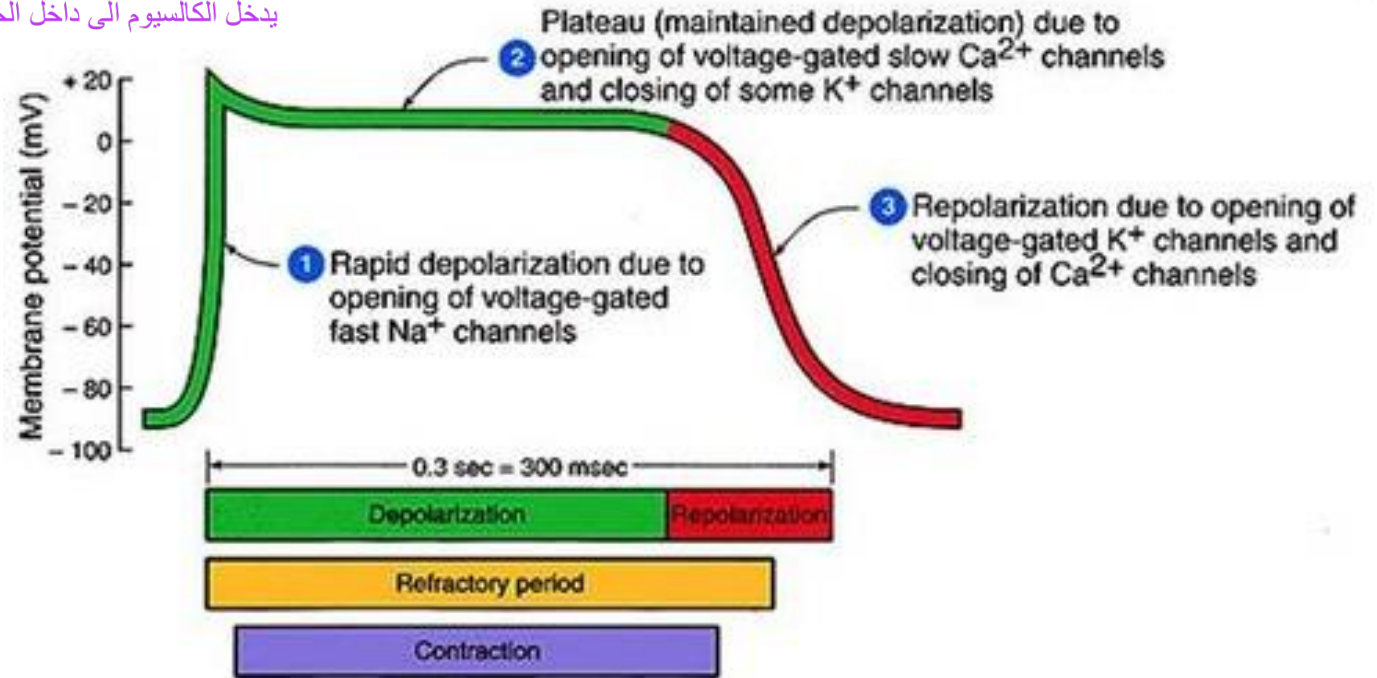 يدخل الكالسيوم الى داخل
Plateau (maintained depolarization) due to
2 opening of voltage-gated slow Ca2+ channels
and closing of some K+ channels
Membrane potential (mV)
+ 20
0
– 20
– 40
– 60
– 80
– 100
1 Rapid depolarization due to
opening of voltage-gated
fast Na+ channels
3 Repolarization due to opening of
voltage-gated K+ channels and
closing of Ca2+ channels
0.3 sec = 300 msec
Depolarization
Repolarization
Refractory period
Contraction